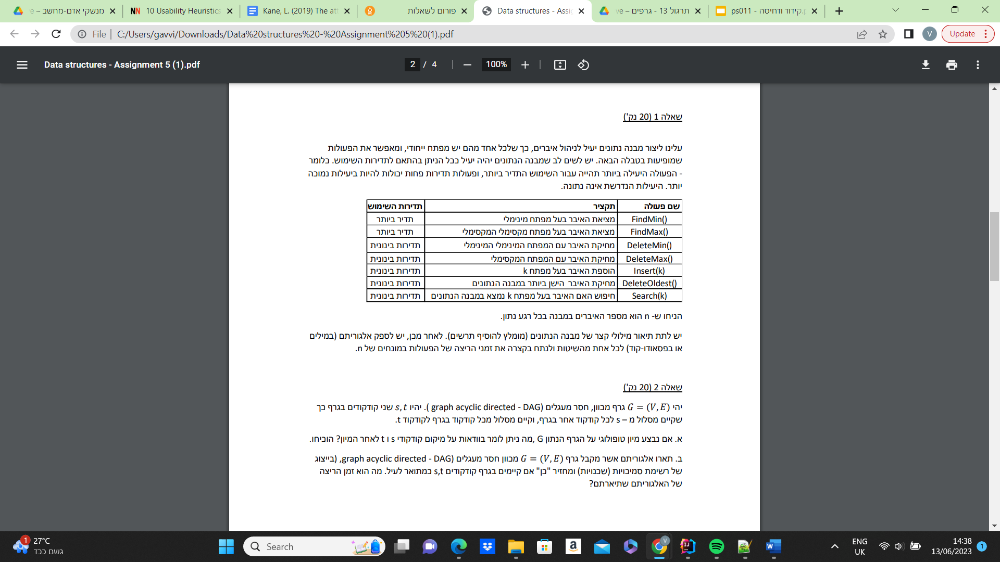 מנשקי אדם-מחשב – e
10 Usability Heuristics
Kane, L. (2019) The att
פורום לשאלות
Data structures - Assig
תרגול 13 - גרפים – ve
ps011 - קידוד ודחיסה.p
File
C:/Users/gavvi/Downloads/Data%20structures%20-%20Assignment%205%20(1).pdf
V
Update
Data structures - Assignment 5 (1).pdf
2 / 4
100%
שאלה 1 (20 נק')
עלינו ליצור מבנה נתונים יעיל לניהול איברים, כך שלכל אחד מהם יש מפתח ייחודי, ומאפשר את הפעולות
שמופיעות בטבלה הבאה. יש לשים לב שמבנה הנתונים יהיה יעיל ככל הניתן בהתאם לתדירות השימוש. כלומר
- הפעולה היעילה ביותר תהייה עבור השימוש התדיר ביותר, ופעולות תדירות פחות יכולות להיות ביעילות נמוכה
יותר. היעילות הנדרשת אינה נתונה.
שם פעולה תקציר תדירות השימוש
FindMin() מציאת האיבר בעל מפתח מינימלי תדיר ביותר
FindMax() מציאת האיבר בעל מפתח מקסימלי המקסימלי תדיר ביותר
DeleteMin() מחיקת האיבר עם המפתח המינימלי המינימלי תדירות בינונית
DeleteMax() מחיקת האיבר עם המפתח המקסימלי תדירות בינונית
Insert(k) הוספת האיבר בעל מפתח k תדירות בינונית
DeleteOldest() מחיקת האיבר הישן ביותר במבנה הנתונים תדירות בינונית
Search(k) חיפוש האם האיבר בעל מפתח k נמצא במבנה הנתונים תדירות בינונית
הניחו ש- n הוא מספר האיברים במבנה בכל רגע נתון.
יש לתת תיאור מילולי קצר של מבנה הנתונים (מומלץ להוסיף תרשים). לאחר מכן, יש לספק אלגוריתם (במילים
או בפסאודו-קוד) לכל אחת מהשיטות ולנתח בקצרה את זמני הריצה של הפעולות במונחים של n.
שאלה 2 (20 נק')
יהי G = (V, E) גרף מכוון, חסר מעגלים (graph acyclic directed - DAG ). יהיו s, t שני קודקודים בגרף כך
שקיים מסלול מ – s לכל קודקוד אחר בגרף, וקיים מסלול מכל קודקוד בגרף לקודקוד t.
א. אם נבצע מיון טופולוגי על הגרף הנתון G ,מה ניתן לומר בוודאות על מיקום קודקודי s ו t לאחר המיון? הוכיחו.
ב. תארו אלגוריתם אשר מקבל גרף G = (V, E) מכוון חסר מעגלים (graph acyclic directed - DAG, (בייצוג
של רשימת סמיכויות (שכנויות) ומחזיר "כן" אם קיימים בגרף קודקודים s,t כמתואר לעיל. מה הוא זמן הריצה
של האלגוריתם שתיארתם?
1
27°C
גשם כבד
Search
ENG
UK
14:38
13/06/2023
1